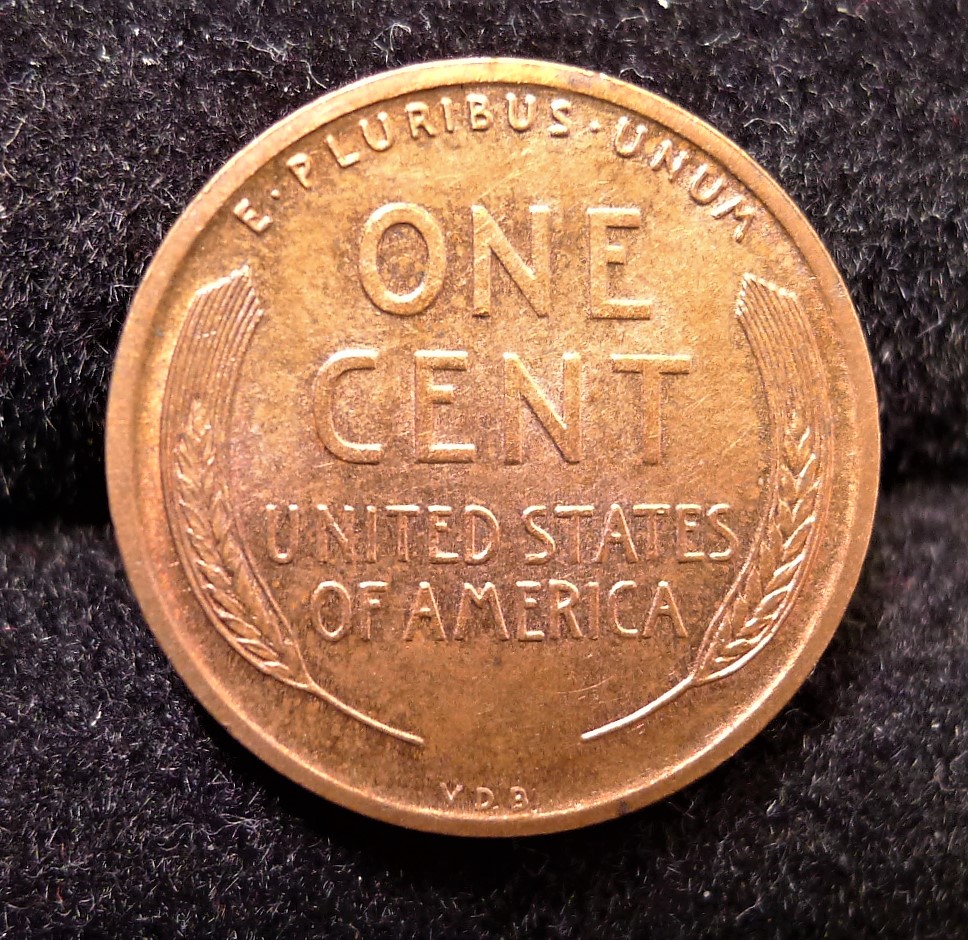 E·PLURIBUS·UNUM
ONE
CENT
UNITED STATES
OF AMERICA
V.D.B.